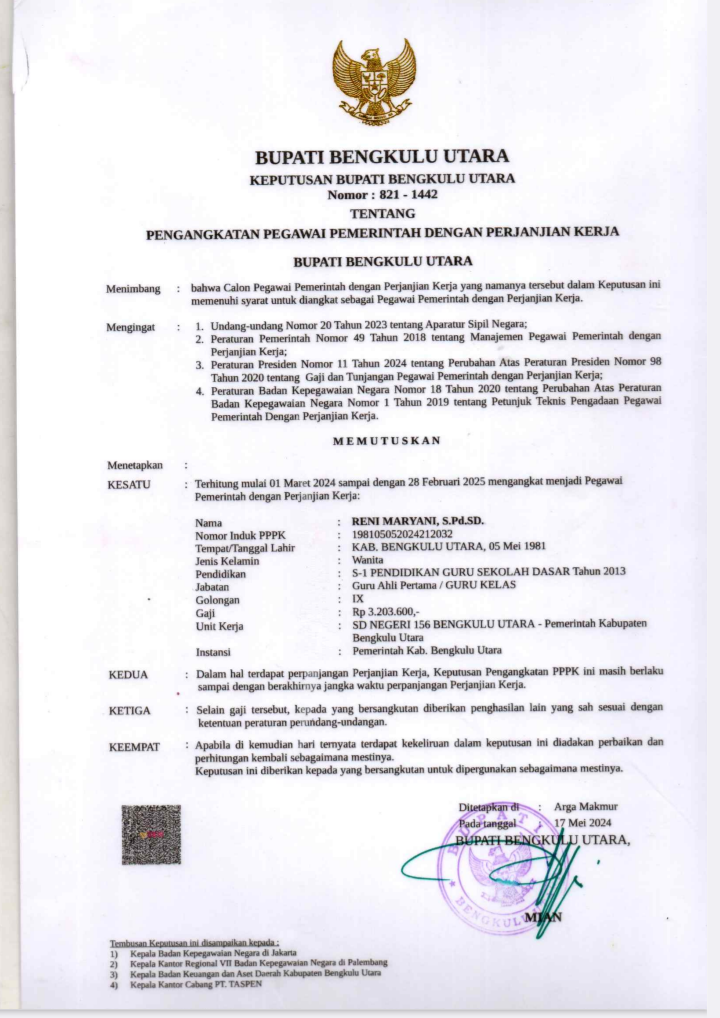 BUPATI BENGKULU UTARA
KEPUTUSAN BUPATI BENGKULU UTARA
Nomor : 821 - 1442
TENTANG
PENGANGKATAN PEGAWAI PEMERINTAH DENGAN PERJANJIAN KERJA
BUPATI BENGKULU UTARA
Menimbang : bahwa Calon Pegawai Pemerintah dengan Perjanjian Kerja yang namanya tersebut dalam Keputusan ini
memenuhi syarat untuk diangkat sebagai Pegawai Pemerintah dengan Perjanjian Kerja.
Mengingat : 1. Undang-undang Nomor 20 Tahun 2023 tentang Aparatur Sipil Negara;
2. Peraturan Pemerintah Nomor 49 Tahun 2018 tentang Manajemen Pegawai Pemerintah dengan
Perjanjian Kerja;
3. Peraturan Presiden Nomor 11 Tahun 2024 tentang Perubahan Atas Peraturan Presiden Nomor 98
Tahun 2020 tentang Gaji dan Tunjangan Pegawai Pemerintah dengan Perjanjian Kerja;
4. Peraturan Badan Kepegawaian Negara Nomor 18 Tahun 2020 tentang Perubahan Atas Peraturan
Badan Kepegawaian Negara Nomor 1 Tahun 2019 tentang Petunjuk Teknis Pengadaan Pegawai
Pemerintah Dengan Perjanjian Kerja.
M E M U T U S K A N
Menetapkan :
KESATU : Terhitung mulai 01 Maret 2024 sampai dengan 28 Februari 2025 mengangkat menjadi Pegawai
Pemerintah dengan Perjanjian Kerja:
Nama : RENI MARYANI, S.Pd.SD.
Nomor Induk PPPK : 198105052024212032
Tempat/Tanggal Lahir : KAB. BENGKULU UTARA, 05 Mei 1981
Jenis Kelamin : Wanita
Pendidikan : S-1 PENDIDIKAN GURU SEKOLAH DASAR Tahun 2013
Jabatan : Guru Ahli Pertama / GURU KELAS
Golongan : IX
Gaji : Rp 3.203.600,-
Unit Kerja : SD NEGERI 156 BENGKULU UTARA - Pemerintah Kabupaten
Bengkulu Utara
Instansi : Pemerintah Kab. Bengkulu Utara
KEDUA : Dalam hal terdapat perpanjangan Perjanjian Kerja, Keputusan Pengangkatan PPPK ini masih berlaku
sampai dengan berakhirnya jangka waktu perpanjangan Perjanjian Kerja.
KETIGA : Selain gaji tersebut, kepada yang bersangkutan diberikan penghasilan lain yang sah sesuai dengan
ketentuan peraturan perundang-undangan.
KEEMPAT : Apabila di kemudian hari ternyata terdapat kekeliruan dalam keputusan ini diadakan perbaikan dan
perhitungan kembali sebagaimana mestinya.
Keputusan ini diberikan kepada yang bersangkutan untuk dipergunakan sebagaimana mestinya.
Ditetapkan di : Arga Makmur
Pada tanggal : 17 Mei 2024
BUPATI BENGKULU UTARA,
BUPATI
BENGKULU
MIAN
Tembusan Keputusan ini disampaikan kepada :
1) Kepala Badan Kepegawaian Negara di Jakarta
2) Kepala Kantor Regional VII Badan Kepegawaian Negara di Palembang
3) Kepala Badan Keuangan dan Aset Daerah Kabupaten Bengkulu Utara
4) Kepala Kantor Cabang PT. TASPEN